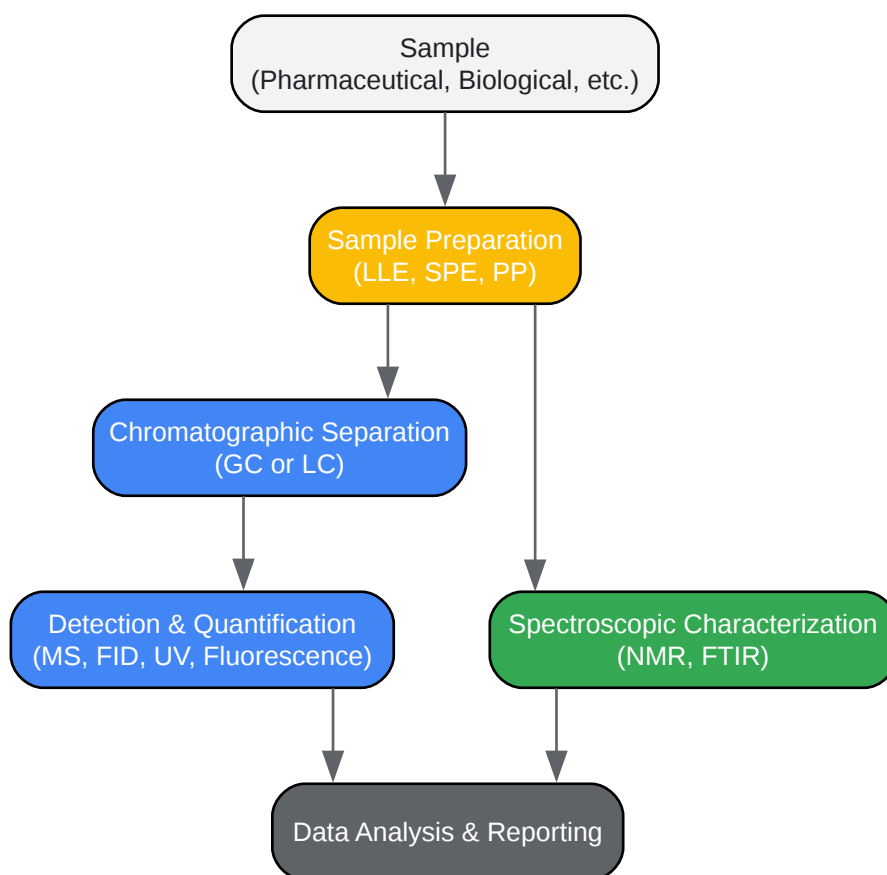 Sample
(Pharmaceutical, Biological, etc.)
Sample Preparation
(LLE, SPE, PP)
Chromatographic Separation
(GC or LC)
Detection & Quantification
(MS, FID, UV, Fluorescence)
Spectroscopic Characterization
(NMR, FTIR)
Data Analysis & Reporting